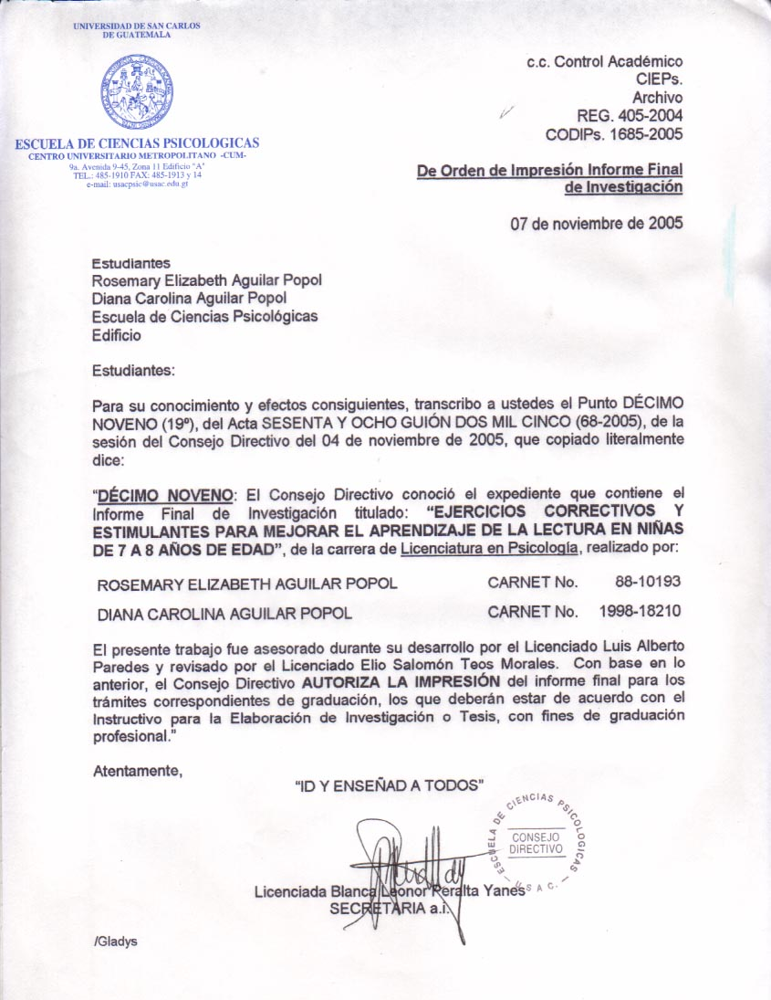 UNIVERSIDAD DE SAN CARLOS
DE GUATEMALA
ESCUELA DE CIENCIAS PSICOLOGICAS
CENTRO UNIVERSITARIO METROPOLITANO -CUM-
9a. Avenida 9-45, Zona 11 Edificio "A"
TEL.: 485-1910 FAX: 485-1913 y 14
e-mail: usacpsic@usac.edu.gt
c.c. Control Académico
CIEPs.
Archivo
REG. 405-2004
CODIPs. 1685-2005
De Orden de Impresión Informe Final
de Investigación
07 de noviembre de 2005
Estudiantes
Rosemary Elizabeth Aguilar Popol
Diana Carolina Aguilar Popol
Escuela de Ciencias Psicológicas
Edificio
Estudiantes:
Para su conocimiento y efectos consiguientes, transcribo a ustedes el Punto DÉCIMO
NOVENO (19º), del Acta SESENTA Y OCHO GUIÓN DOS MIL CINCO (68-2005), de la
sesión del Consejo Directivo del 04 de noviembre de 2005, que copiado literalmente
dice:
"DÉCIMO NOVENO: El Consejo Directivo conoció el expediente que contiene el
Informe Final de Investigación titulado: "EJERCICIOS CORRECTIVOS Y
ESTIMULANTES PARA MEJORAR EL APRENDIZAJE DE LA LECTURA EN NIÑAS
DE 7 A 8 AÑOS DE EDAD", de la carrera de Licenciatura en Psicología, realizado por:
ROSEMARY ELIZABETH AGUILAR POPOL CARNET No. 88-10193
DIANA CAROLINA AGUILAR POPOL CARNET No. 1998-18210
El presente trabajo fue asesorado durante su desarrollo por el Licenciado Luis Alberto
Paredes y revisado por el Licenciado Elio Salomón Teos Morales. Con base en lo
anterior, el Consejo Directivo AUTORIZA LA IMPRESIÓN del informe final para los
trámites correspondientes de graduación, los que deberán estar de acuerdo con el
Instructivo para la Elaboración de Investigación o Tesis, con fines de graduación
profesional."
Atentamente,
"ID Y ENSEÑAD A TODOS"
ESCUELA DE CIENCIAS PSICOLOGICAS
CONSEJO
DIRECTIVO
— U.S.A.C. —
Licenciada Blanca Leonor Peralta Yanes
SECRETARIA a.i.
/Gladys